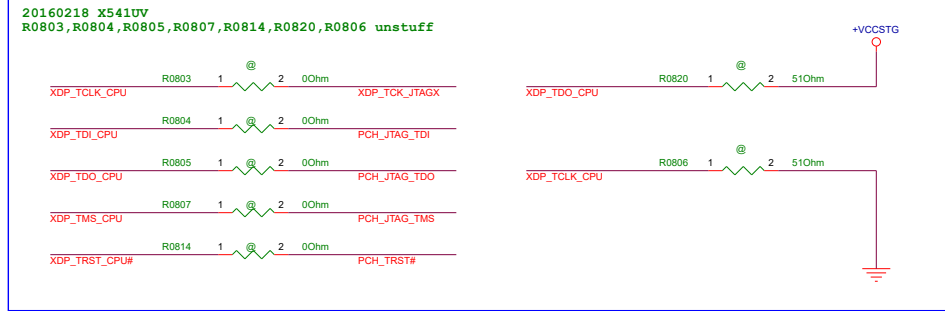 20160218 X541UV
R0803,R0804,R0805,R0807,R0814,R0820,R0806 unstuff
+VCCSTG
@
R0803 1 2 0Ohm
XDP_TCLK_CPU XDP_TCK_JTAGX
@
R0820 1 2 51Ohm
XDP_TDO_CPU
R0804 1 @ 2 0Ohm
XDP_TDI_CPU PCH_JTAG_TDI
R0805 1 @ 2 0Ohm
XDP_TDO_CPU PCH_JTAG_TDO
@
R0806 1 2 51Ohm
XDP_TCLK_CPU
R0807 1 @ 2 0Ohm
XDP_TMS_CPU PCH_JTAG_TMS
R0814 1 @ 2 0Ohm
XDP_TRST_CPU# PCH_TRST#